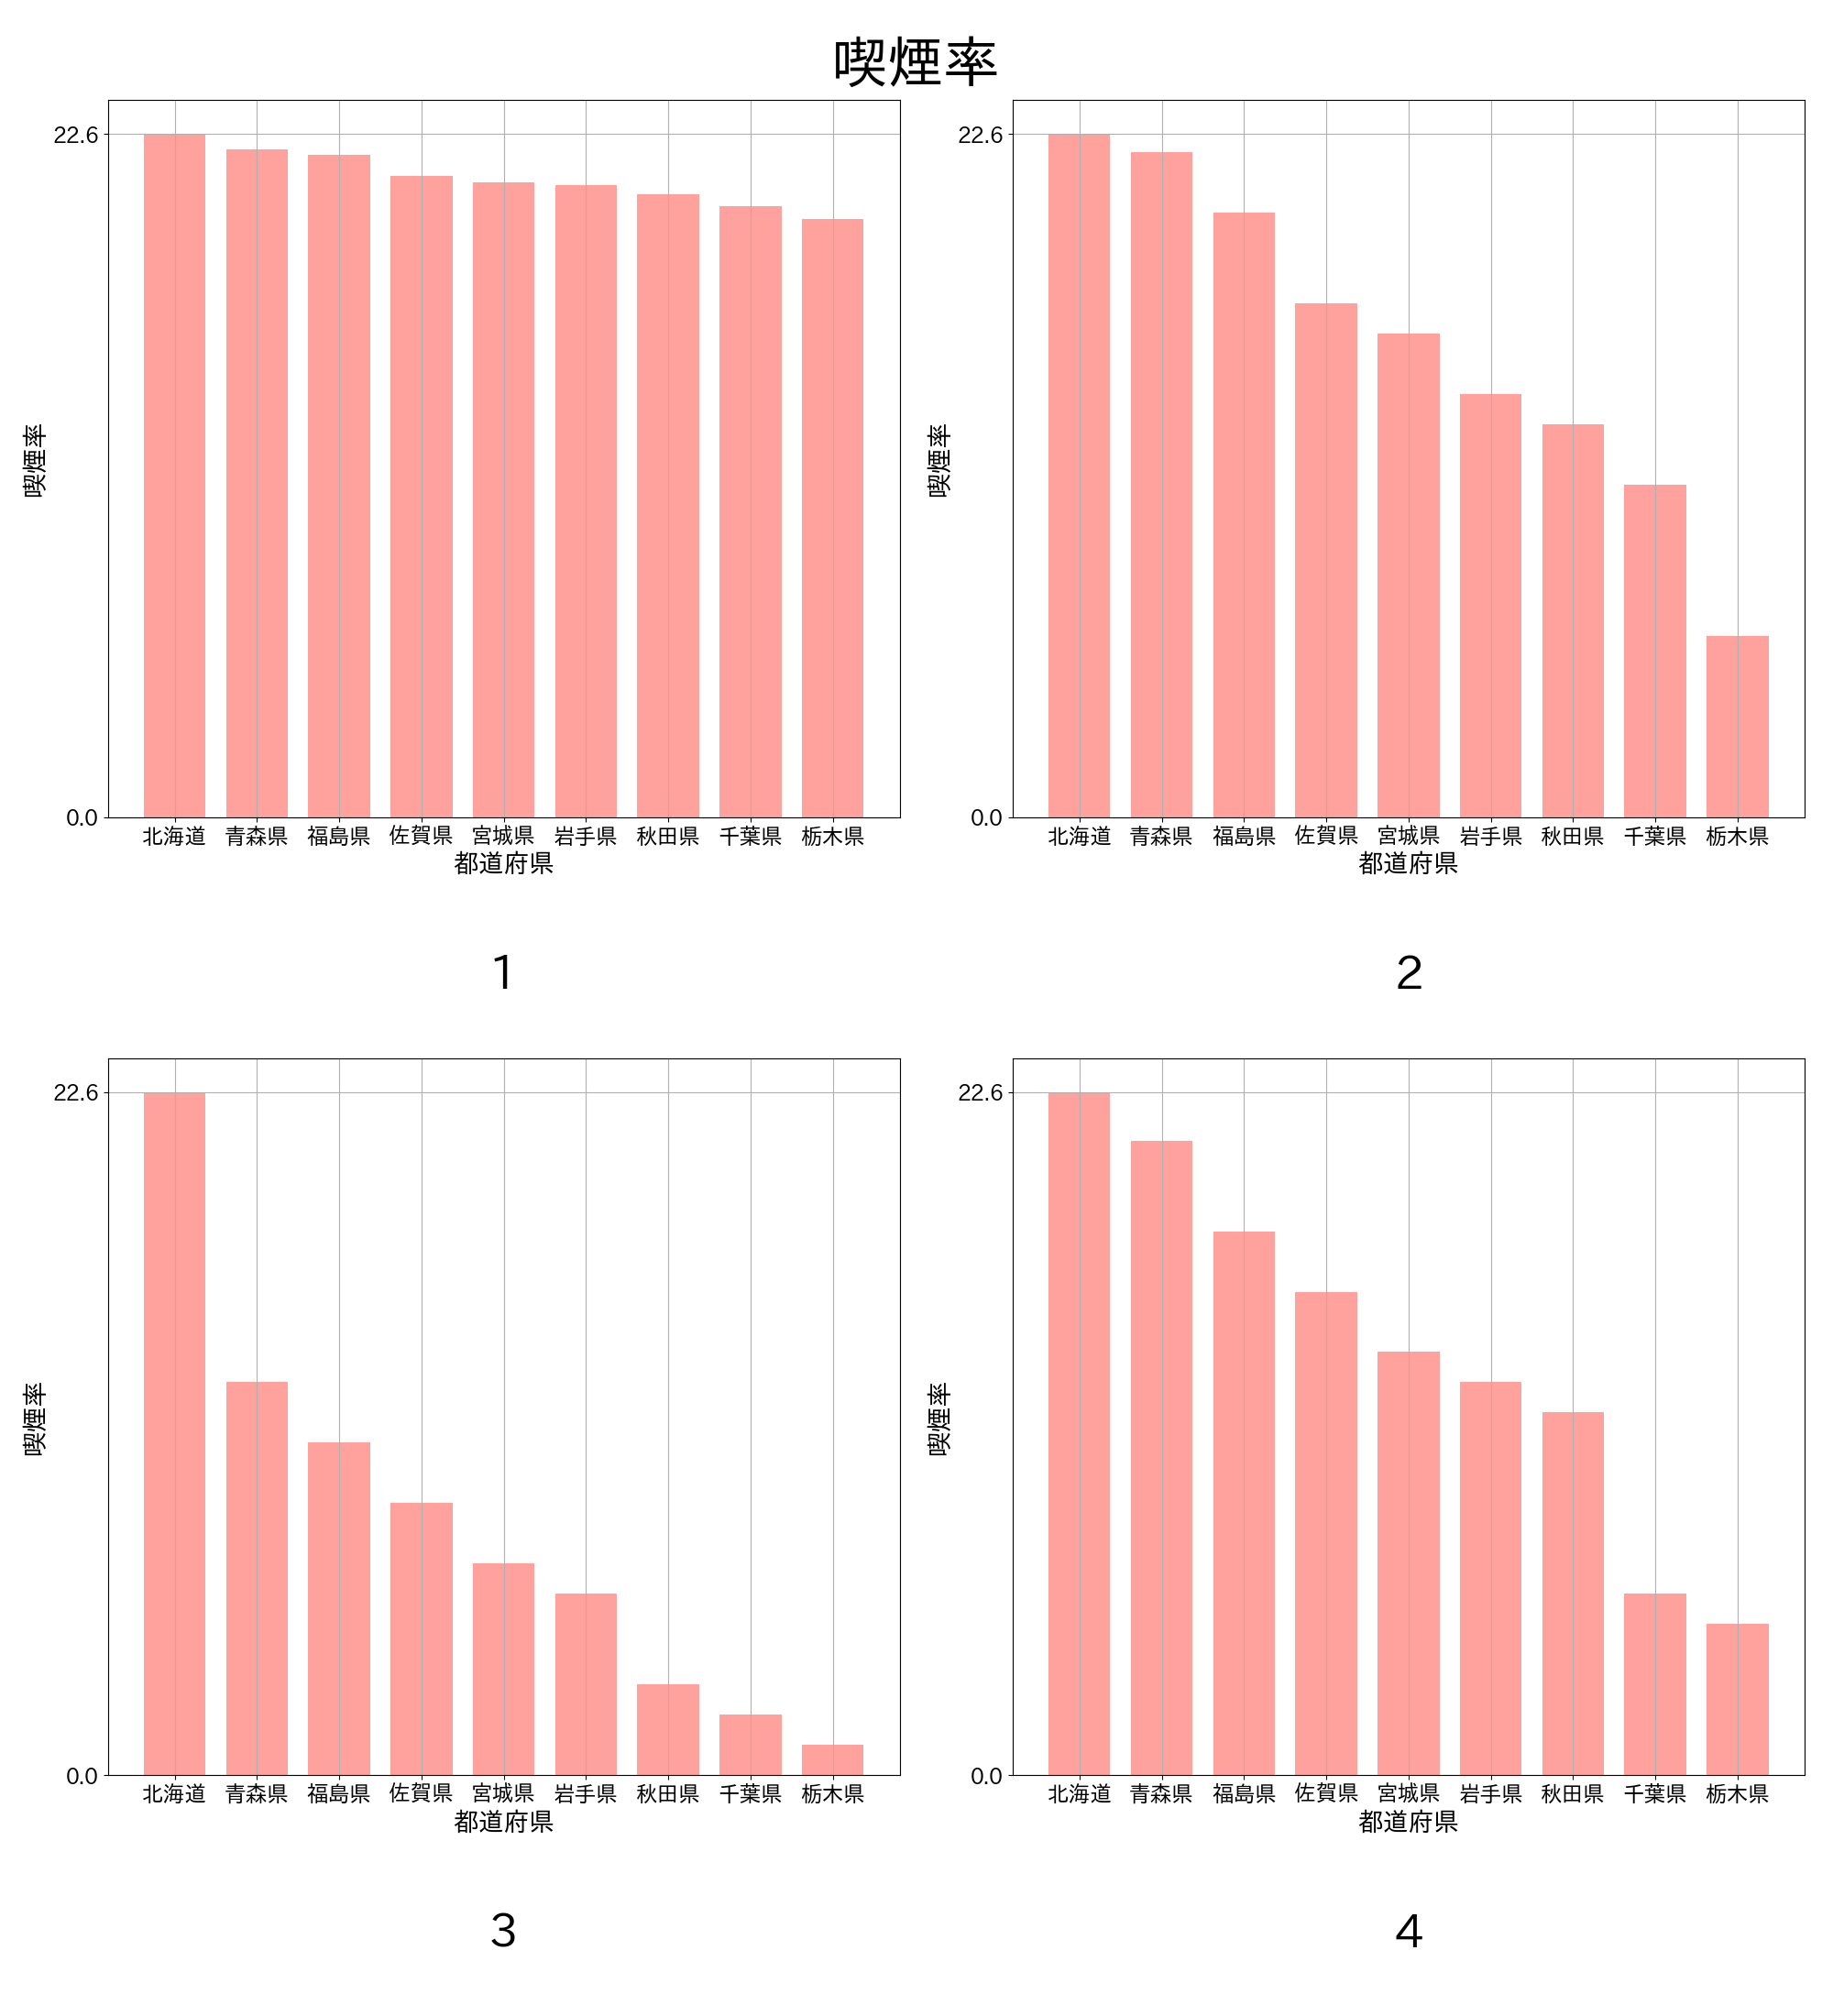 喫煙率
22.6
0.0
喫煙率
北海道 青森県 福島県 佐賀県 宮城県 岩手県 秋田県 千葉県 栃木県
都道府県
1
22.6
0.0
喫煙率
北海道 青森県 福島県 佐賀県 宮城県 岩手県 秋田県 千葉県 栃木県
都道府県
2
22.6
0.0
喫煙率
北海道 青森県 福島県 佐賀県 宮城県 岩手県 秋田県 千葉県 栃木県
都道府県
3
22.6
0.0
喫煙率
北海道 青森県 福島県 佐賀県 宮城県 岩手県 秋田県 千葉県 栃木県
都道府県
4